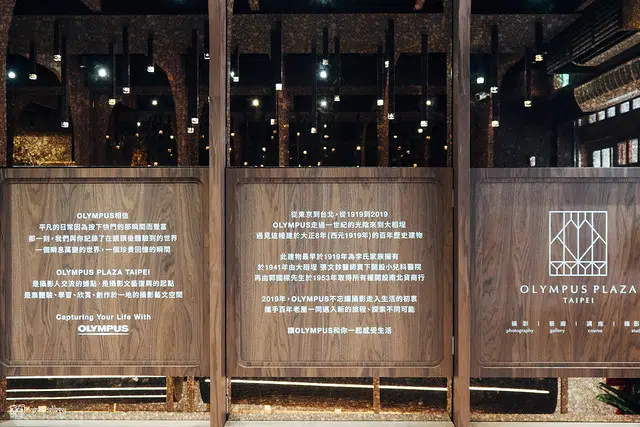 OLYMPUS相信
平凡的日常因為按下快門的那瞬間而豐富
那一刻，我們與你記錄了在鏡頭後體驗到的世界
一個瞬息萬變的世界，一個珍貴回憶的瞬間
OLYMPUS PLAZA TAIPEI
是攝影人交流的據點，是攝影文藝復興的起點
是集體驗、學習、欣賞、創作於一地的攝影藝文空間
Capturing Your Life With
OLYMPUS
從東京到台北，從1919到2019
OLYMPUS走過一世紀的光陰來到大稻埕
遇見這棟建於大正8年(西元1919年)的百年歷史建物
此建物最早於1919年為李氏家族擁有
於1941年由大稻埕 張文鈴醫師買下開設小兒科醫院
再由郭國樑先生於1953年取得所有權開設南北貨商行
2019年，OLYMPUS不忘讓攝影走入生活的初衷
攜手百年老屋一同邁入新的旅程、探索不同可能
讓OLYMPUS和你一起感受生活
OLYMPUS PLAZA
TAIPEI
攝影 | 藝廊 | 講座 | 攝影
photography gallery course